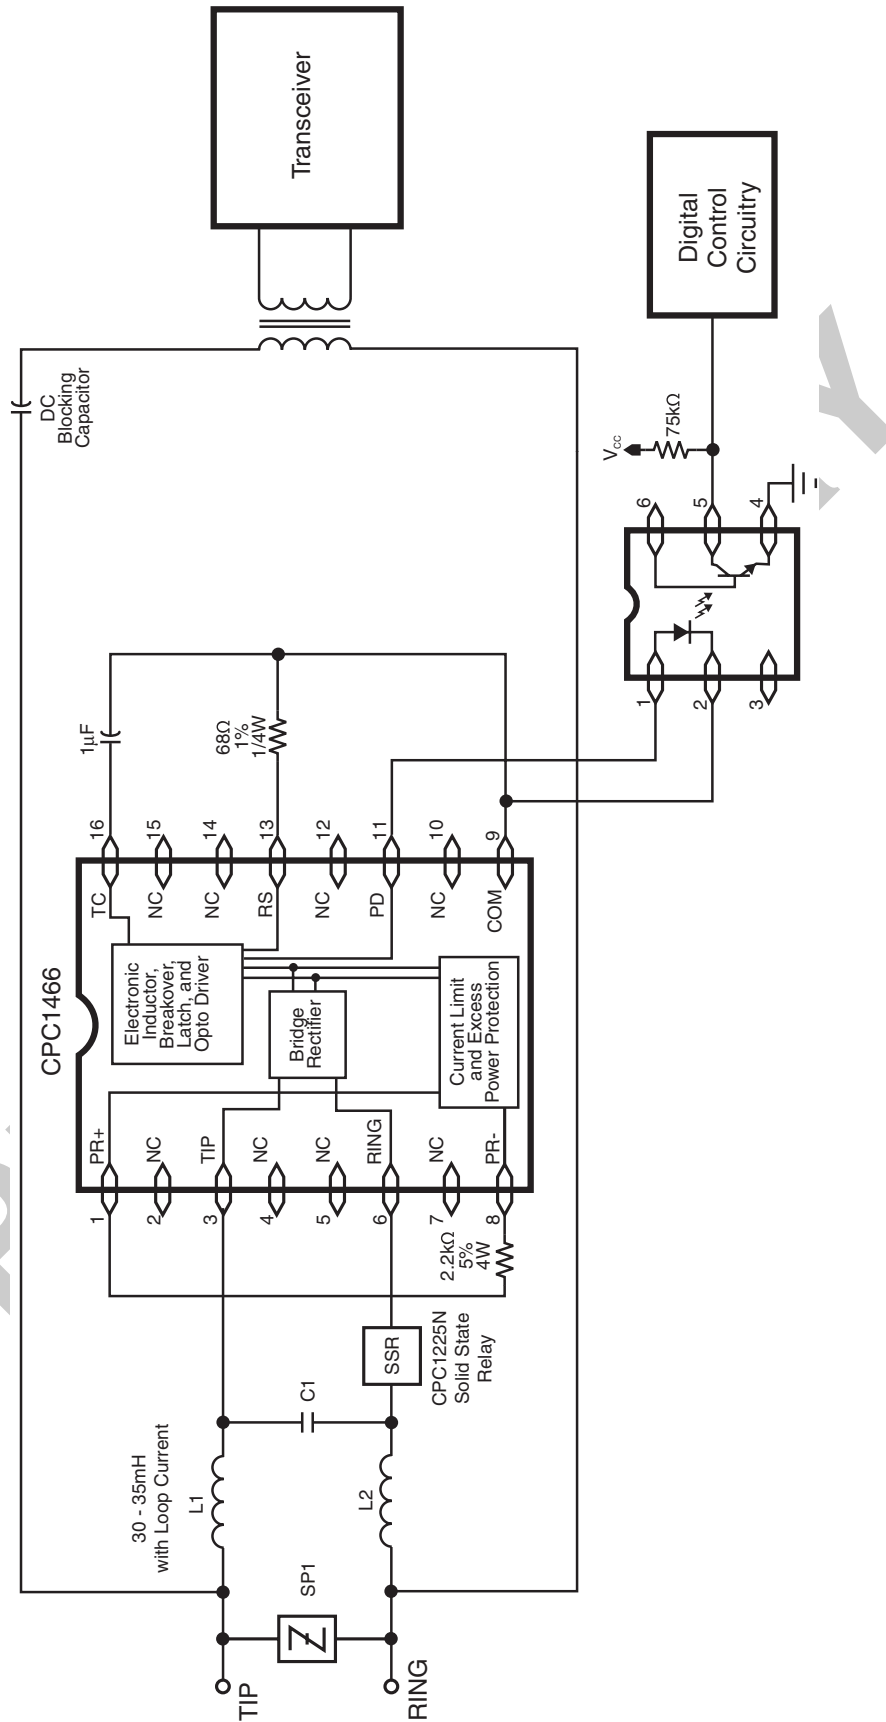 TIP
RING
SP1
30 - 35mH
with Loop Current
L1
L2
C1
SSR
CPC1225N
Solid State
Relay
2.2kΩ
5%
4W
CPC1466
1
PR+
2
NC
3
TIP
4
NC
5
NC
6
RING
7
NC
8
PR-
Electronic
Inductor,
Breakover,
Latch, and
Opto Driver
Bridge
Rectifier
Current Limit
and Excess
Power Protection
TC
16
NC
15
NC
14
RS
13
NC
12
PD
11
NC
10
COM
9
1µF
68Ω
1%
1/4W
DC
Blocking
Capacitor
Transceiver
1
2
3
6
5
4
Vcc
75kΩ
Digital
Control
Circuitry